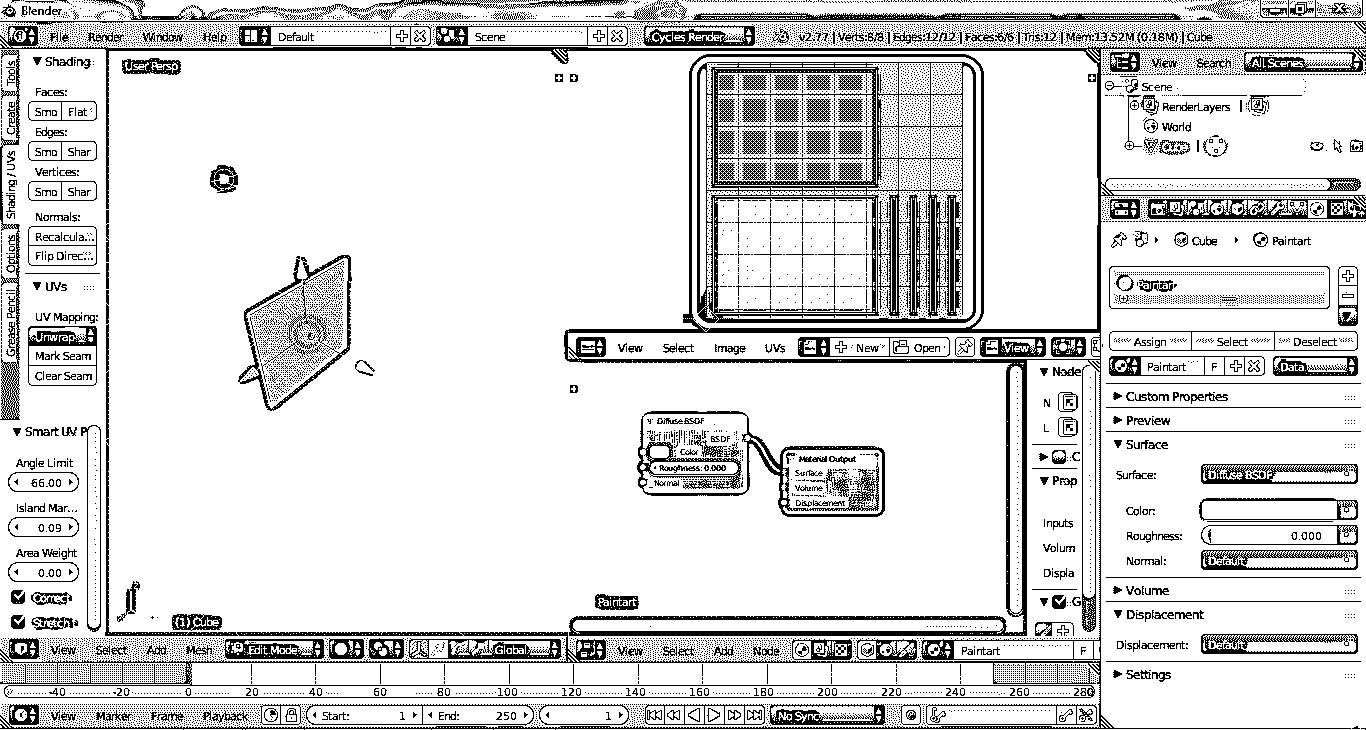 Blender
File Render Window Help Default Scene Cycles Render v2.77 | Verts:8/8 | Edges:12/12 | Faces:6/6 | Tris:12 | Mem:13.52M (0.18M) | Cube
Tools
Create
Shading / UVs
Options
Grease Pencil
Shading
Faces:
Smo Flat
Edges:
Smo Shar
Vertices:
Smo Shar
Normals:
Recalcula...
Flip Direc...
UVs
UV Mapping:
Unwrap
Mark Seam
Clear Seam
Smart UV P
Angle Limit
66.00
Island Mar...
0.09
Area Weight
0.00
Correct
Stretch t
User Persp
(1) Cube
View Select Add Mesh Edit Mode Global
View Select Image UVs New Open View
Diffuse BSDF
BSDF
Color
Roughness: 0.000
Normal
Material Output
Surface
Volume
Displacement
Paintart
Node
N
L
C
Prop
Inputs
Volum
Displa
G
View Select Add Node Paintart F
View Search All Scenes
Scene
RenderLayers |
World
Cube Paintart
Paintart
Assign Select Deselect
Paintart F Data
Custom Properties
Preview
Surface
Surface: Diffuse BSDF
Color:
Roughness: 0.000
Normal: Default
Volume
Displacement
Displacement: Default
Settings
-40 -20 0 20 40 60 80 100 120 140 160 180 200 220 240 260 280
View Marker Frame Playback Start: 1 End: 250 1 No Sync